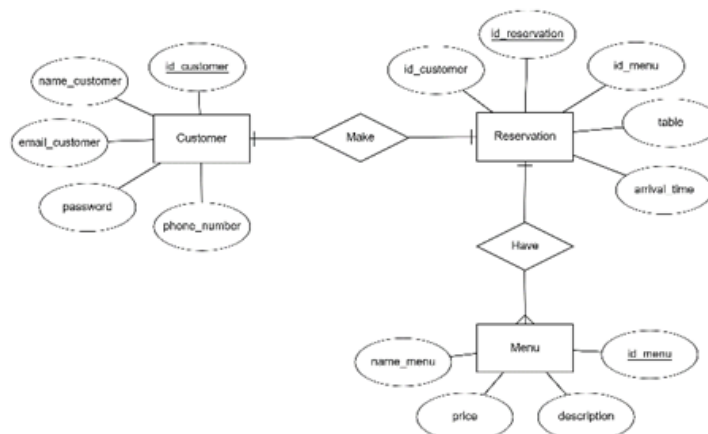 id_reservation
id_customer
name_customer
id_customor
id_menu
email_customer
Customer
Make
Reservation
table
password
phone_number
arrival_time
Have
name_menu
Menu
id_menu
price
description